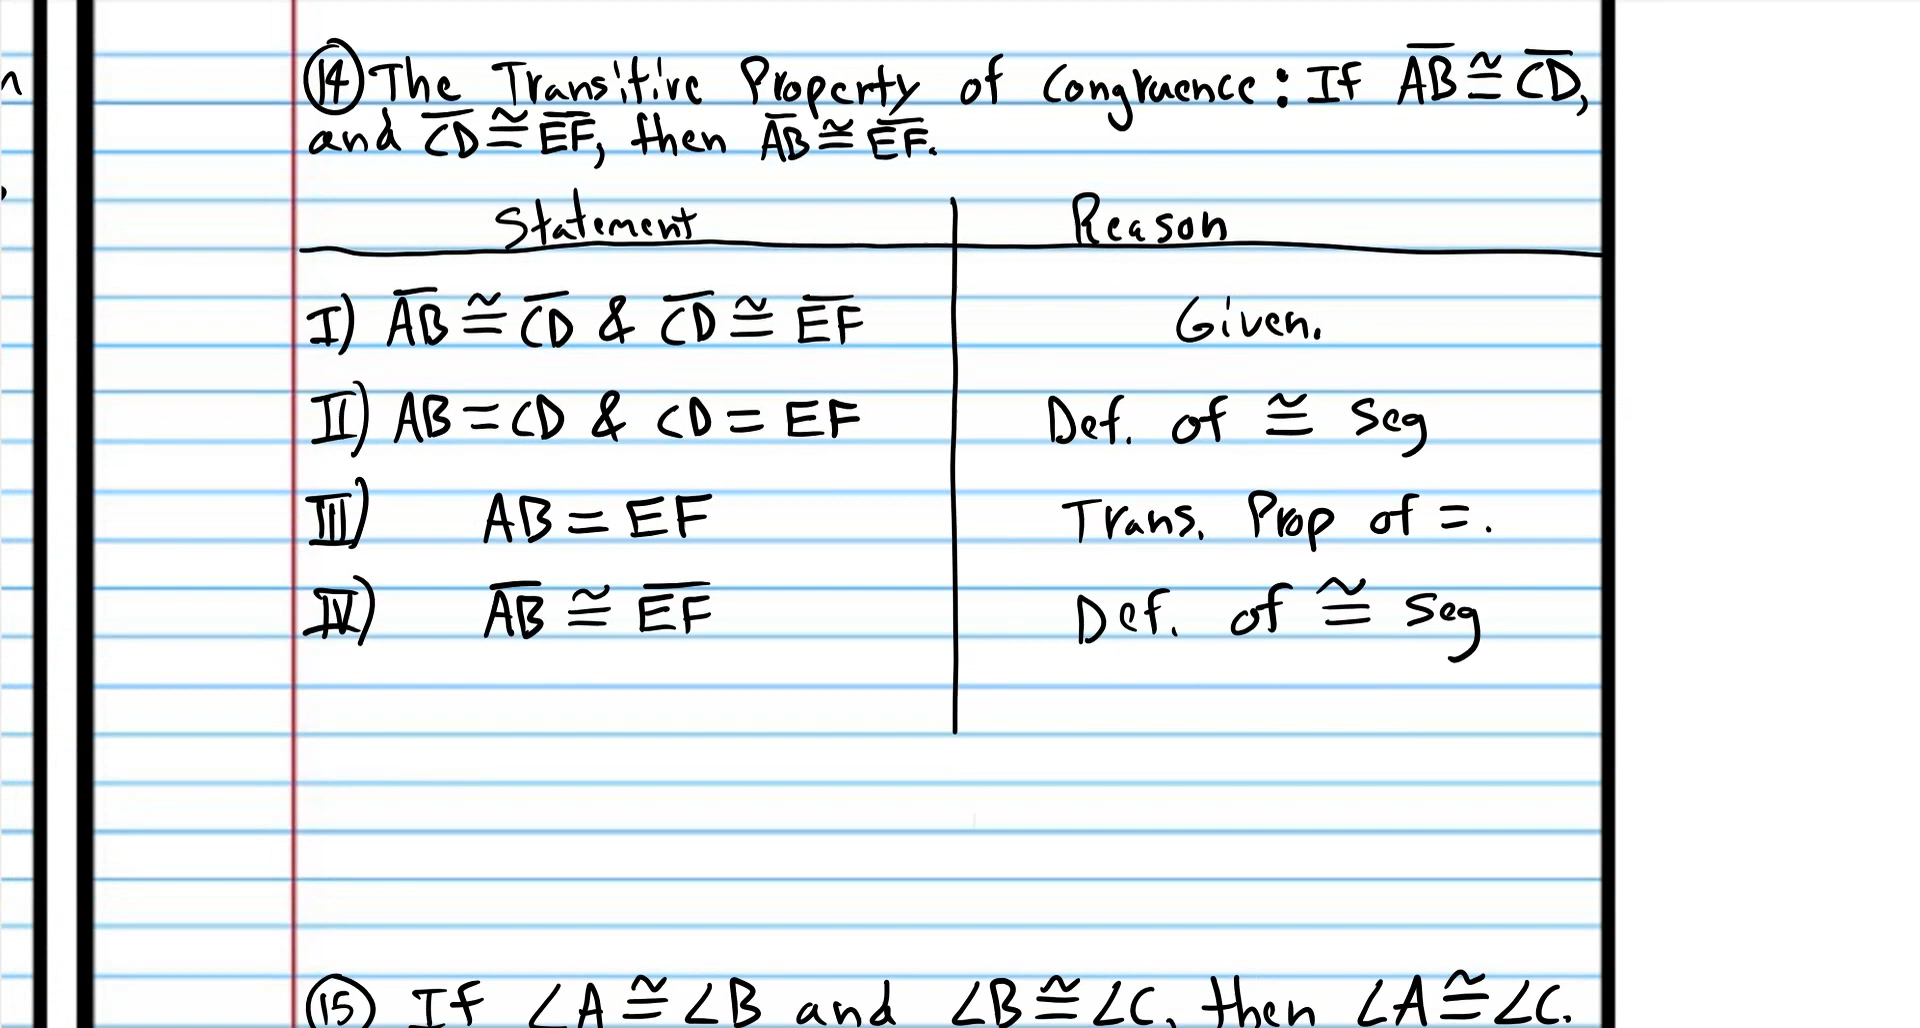 n
⑭ The Transitive Property of Congruence: If A̅B̅ ≅ C̅D̅,
and C̅D̅ ≅ E̅F̅, then A̅B̅ ≅ E̅F̅.
Statement Reason
I) A̅B̅ ≅ C̅D̅ & C̅D̅ ≅ E̅F̅ Given.
II) AB = CD & CD = EF Def. of ≅ Seg
III) AB = EF Trans. Prop of =.
IV) A̅B̅ ≅ E̅F̅ Def. of ≅ Seg
⑮ If ∠A ≅ ∠B and ∠B ≅ ∠C, then ∠A ≅ ∠C.